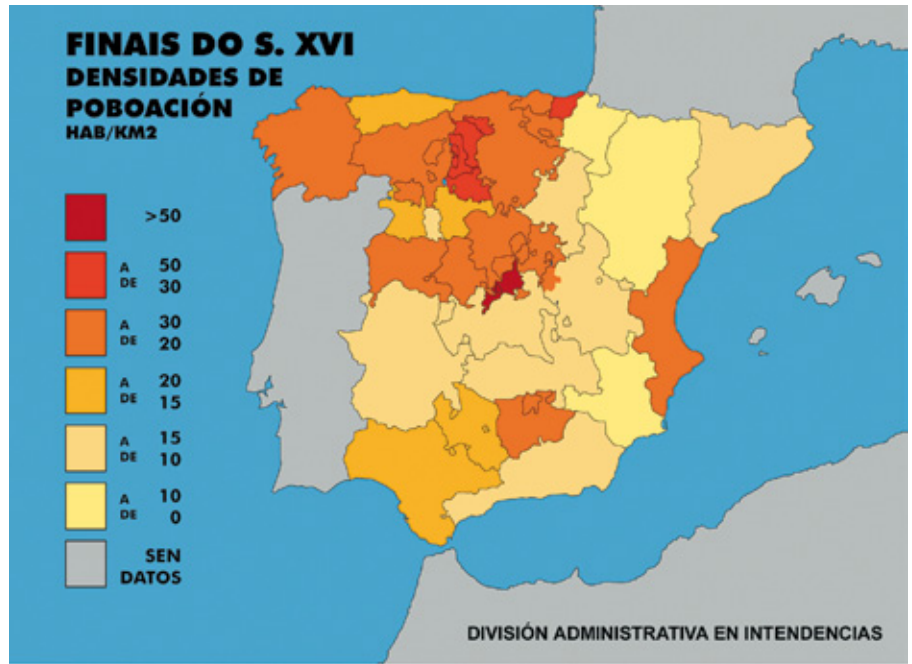 FINAIS DO S. XVI
DENSIDADES DE
POBOACIÓN
HAB/KM2
>50
A 50
DE 30
A 30
DE 20
A 20
DE 15
A 15
DE 10
A 10
DE 0
SEN
DATOS
DIVISIÓN ADMINISTRATIVA EN INTENDENCIAS